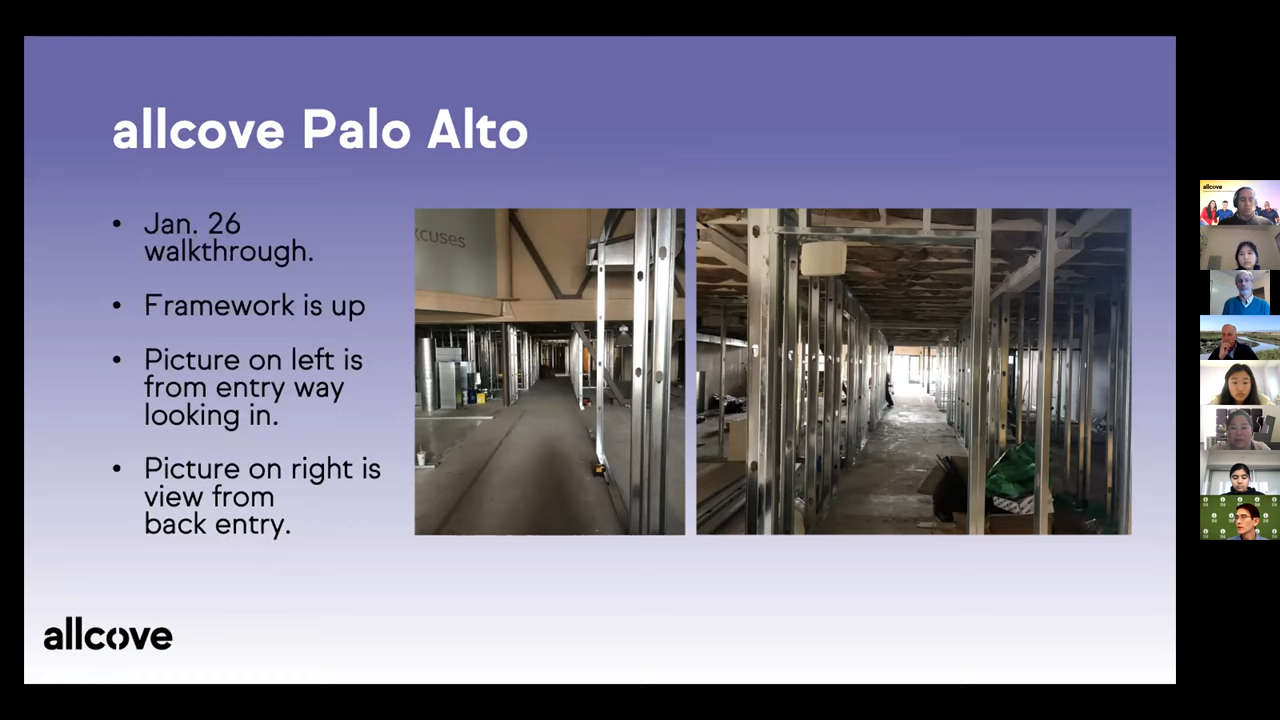 allcove Palo Alto
• Jan. 26
walkthrough.
• Framework is up
• Picture on left is
from entry way
looking in.
• Picture on right is
view from
back entry.
xcuses
allcove
allcove